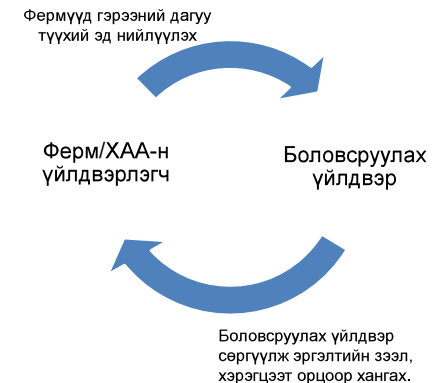 Фермүүд гэрээний дагуу
түүхий эд нийлүүлэх
Ферм/ХАА-н
үйлдвэрлэгч
Боловсруулах
үйлдвэр
Боловсруулах үйлдвэр
сөргүүлж эргэлтийн зээл,
хэрэгцээт орцоор хангах.